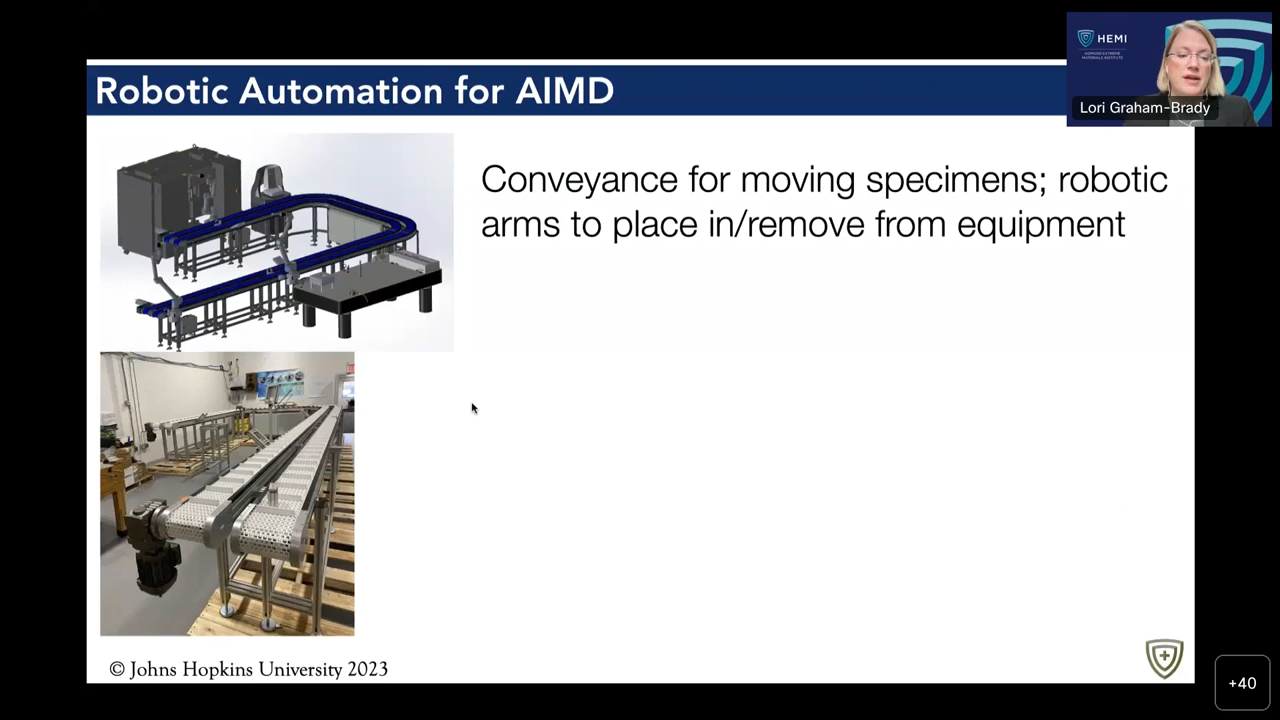 Robotic Automation for AIMD
HEMI
Lori Graham-Brady
Conveyance for moving specimens; robotic
arms to place in/remove from equipment
© Johns Hopkins University 2023
+40